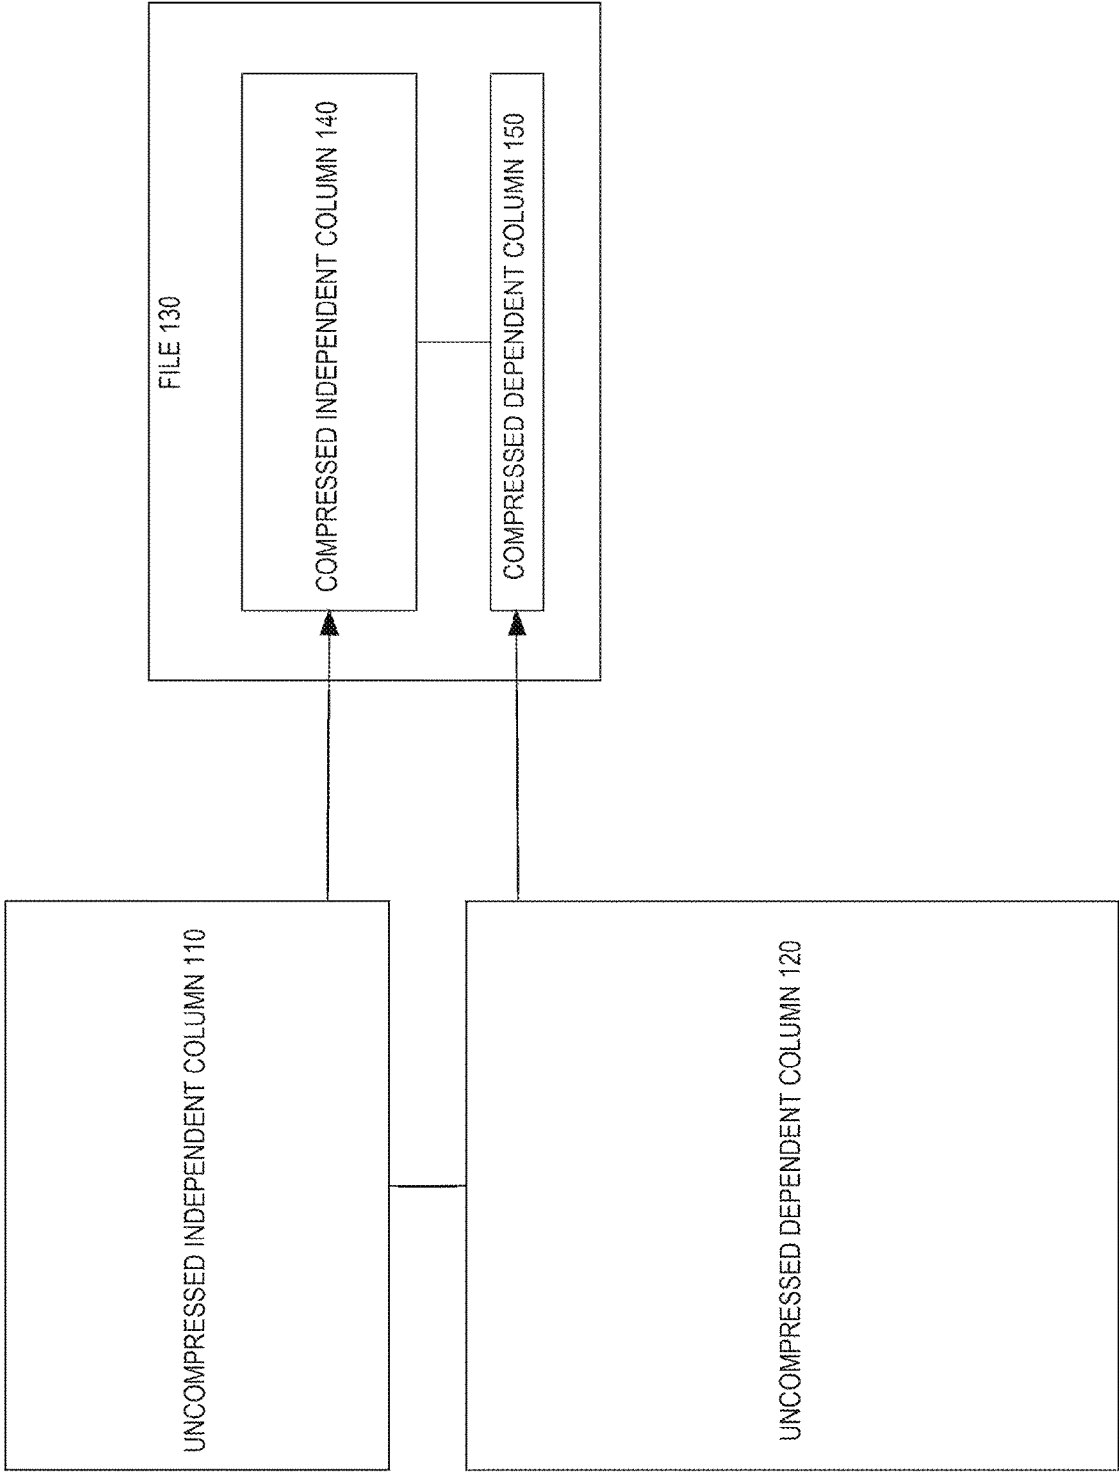 UNCOMPRESSED INDEPENDENT COLUMN 110
UNCOMPRESSED DEPENDENT COLUMN 120
FILE 130
COMPRESSED INDEPENDENT COLUMN 140
COMPRESSED DEPENDENT COLUMN 150